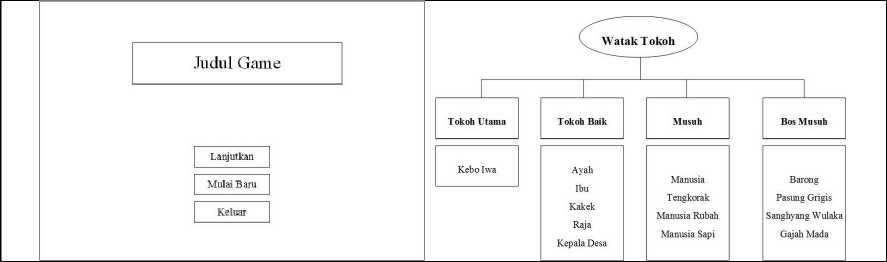 Judul Game
Lanjutkan
Mulai Baru
Keluar
Watak Tokoh
Tokoh Utama
Kebo Iwa
Tokoh Baik
Ayah
Ibu
Kakek
Raja
Kepala Desa
Musuh
Manusia
Tengkorak
Manusia Rubah
Manusia Sapi
Bos Musuh
Barong
Pasung Grigis
Sanghyang Wulaka
Gajah Mada